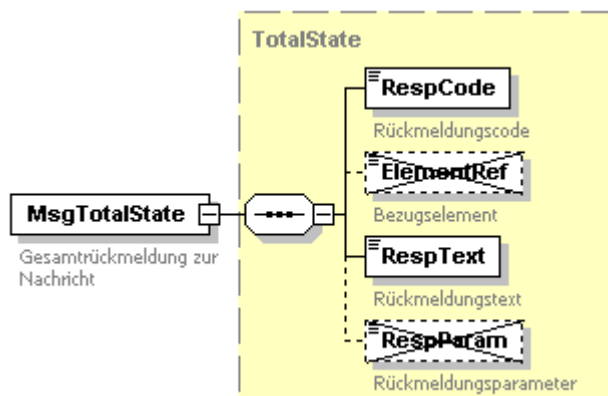 TotalState
RespCode
Rückmeldungscode
ElementRef
Bezugselement
MsgTotalState
Gesamtrückmeldung zur
Nachricht
RespText
Rückmeldungstext
RespParam
Rückmeldungsparameter